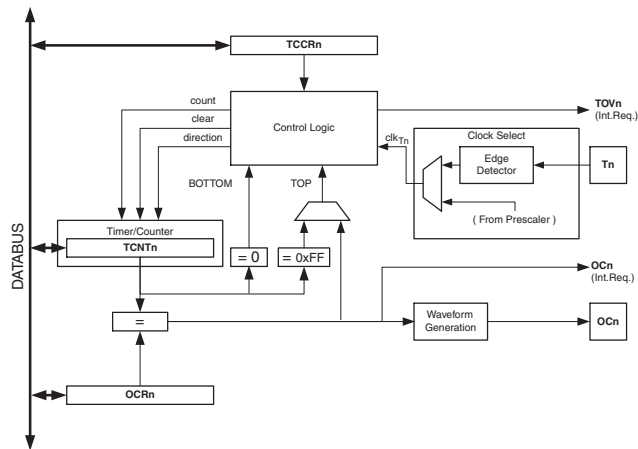 TCCRn
count
clear
direction
Control Logic
TOVn
(Int.Req.)
clkTn
Clock Select
Edge
Detector
Tn
( From Prescaler )
BOTTOM
TOP
DATABUS
Timer/Counter
TCNTn
= 0
= 0xFF
OCn
(Int.Req.)
=
Waveform
Generation
OCn
OCRn